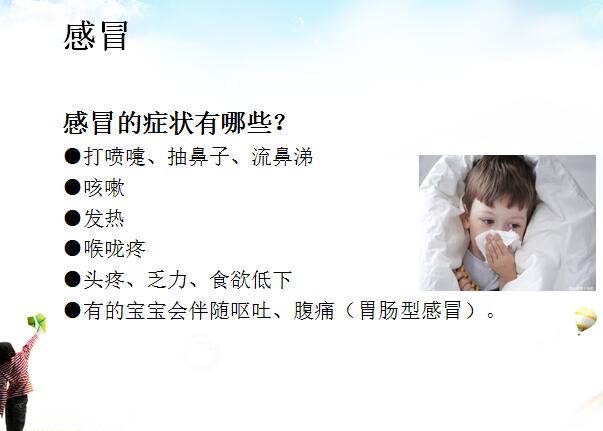 感冒
感冒的症状有哪些？
●打喷嚏、抽鼻子、流鼻涕
●咳嗽
●发热
●喉咙疼
●头疼、乏力、食欲低下
●有的宝宝会伴随呕吐、腹痛（胃肠型感冒）。